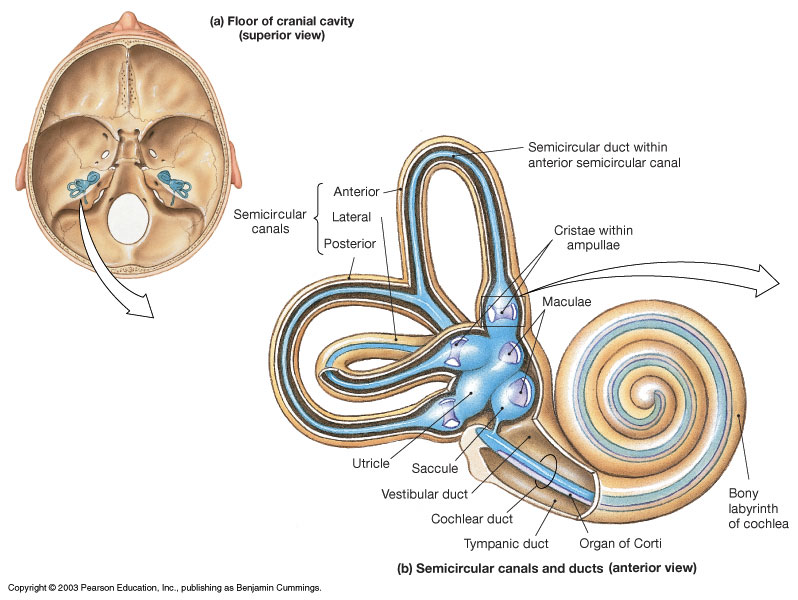 (a) Floor of cranial cavity
(superior view)
Semicircular duct within
anterior semicircular canal
Anterior
Semicircular
canals
Lateral
Posterior
Cristae within
ampullae
Maculae
Utricle
Saccule
Vestibular duct
Cochlear duct
Tympanic duct
Organ of Corti
Bony
labyrinth
of cochlea
(b) Semicircular canals and ducts (anterior view)
Copyright © 2003 Pearson Education, Inc., publishing as Benjamin Cummings.